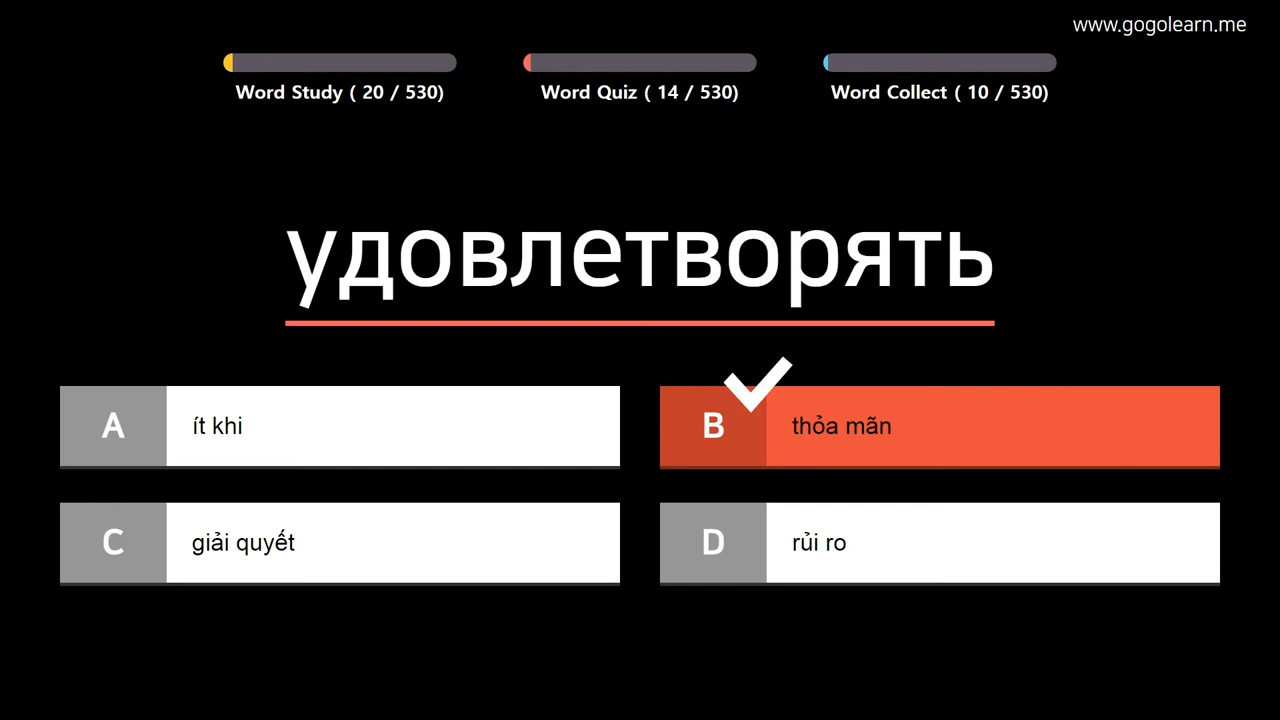 www.gogolearn.me
Word Study ( 20 / 530)
Word Quiz ( 14 / 530)
Word Collect ( 10 / 530)
удовлетворять
A ít khi
B thỏa mãn
C giải quyết
D rủi ro